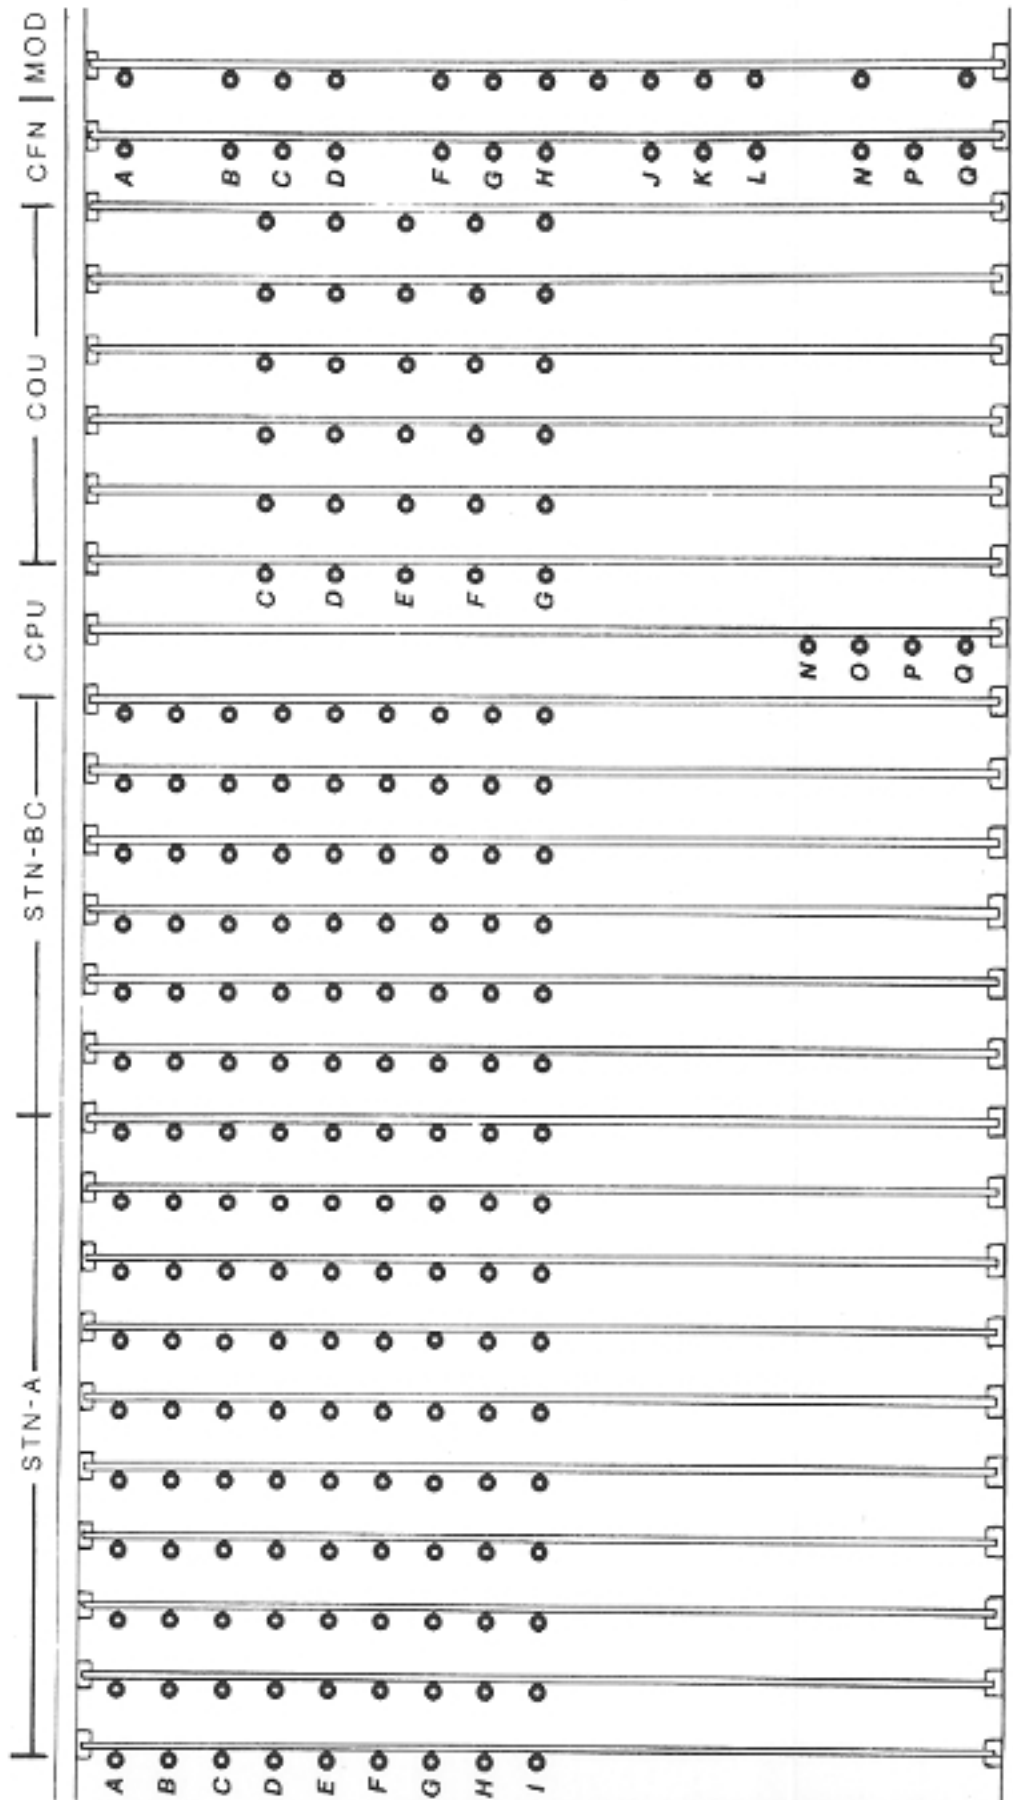 MOD
CFN
A B C D F G H J K L N P Q
COU
C D E F G
CPU
N O P Q
STN-BC
STN-A
A B C D E F G H I